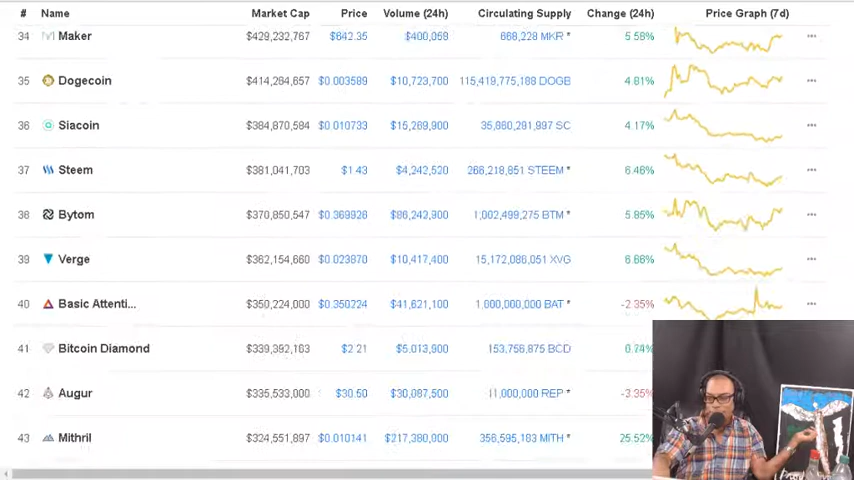 # Name Market Cap Price Volume (24h) Circulating Supply Change (24h) Price Graph (7d)
34 Maker $429,232,767 $642.35 $400,058 668,228 MKR * 5.58%
35 Dogecoin $414,284,657 $0.003589 $10,723,700 115,419,775,188 DOGE 4.81%
36 Siacoin $384,870,594 $0.010733 $15,269,900 35,860,291,997 SC 4.17%
37 Steem $381,041,703 $1.43 $4,242,520 266,218,851 STEEM * 6.46%
38 Bytom $370,850,547 $0.369926 $86,242,900 1,002,499,275 BTM * 5.85%
39 Verge $362,154,660 $0.023870 $10,417,400 15,172,086,051 XVG 6.66%
40 Basic Attenti... $350,224,000 $0.350224 $41,621,100 1,000,000,000 BAT * -2.35%
41 Bitcoin Diamond $339,392,163 $2.21 $5,013,900 153,756,875 BCD 0.74%
42 Augur $335,533,000 $30.50 $30,087,500 11,000,000 REP * -3.35%
43 Mithril $324,551,897 $217,380,000 356,595,183 MITH * 25.52%